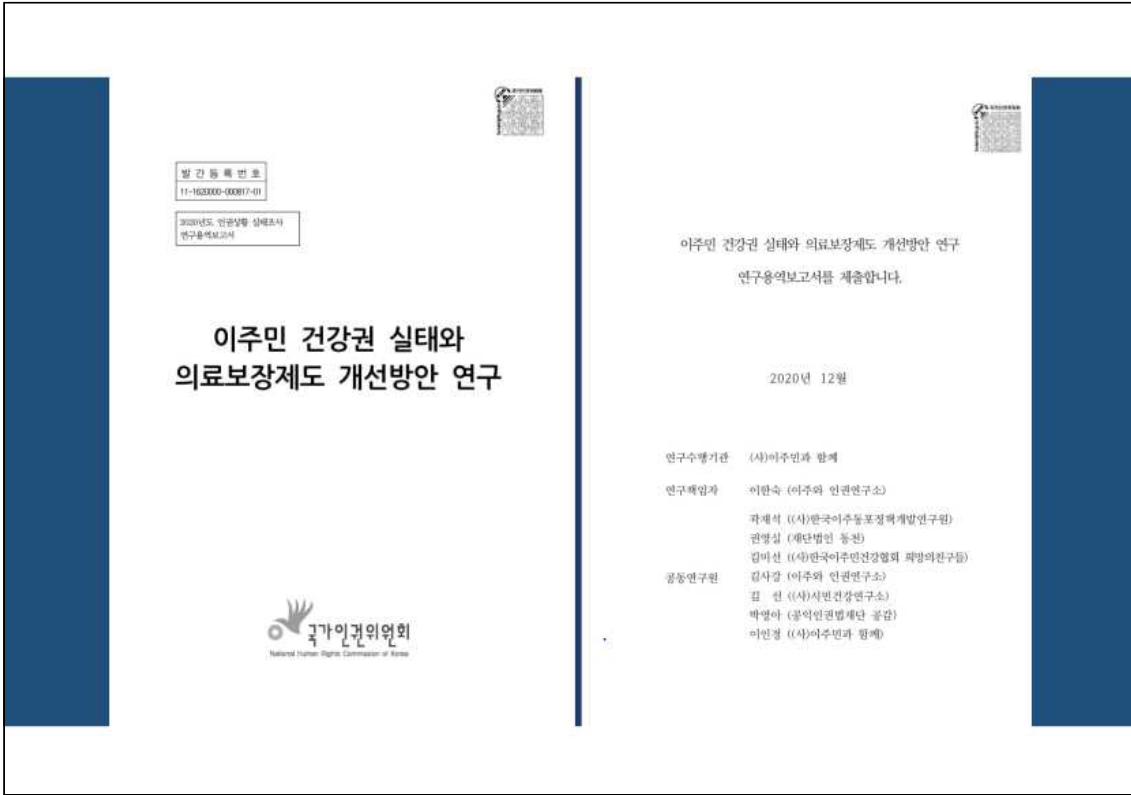 발간등록번호
11-1620000-000817-01
2020년도 인권상황 실태조사
연구용역보고서
이주민 건강권 실태와
의료보장제도 개선방안 연구
국가인권위원회
National Human Rights Commission of Korea
이주민 건강권 실태와 의료보장제도 개선방안 연구
연구용역보고서를 제출합니다.
2020년 12월
연구수행기관 (사)이주민과 함께
연구책임자 이한숙 (이주와 인권연구소)
곽재석 ((사)한국이주동포정책개발연구원)
권영실 (재단법인 동천)
김미선 ((사)한국이주민건강협회 희망의친구들)
공동연구원 김사강 (이주와 인권연구소)
김 선 ((사)시민건강연구소)
박영아 (공익인권법재단 공감)
이인경 ((사)이주민과 함께)